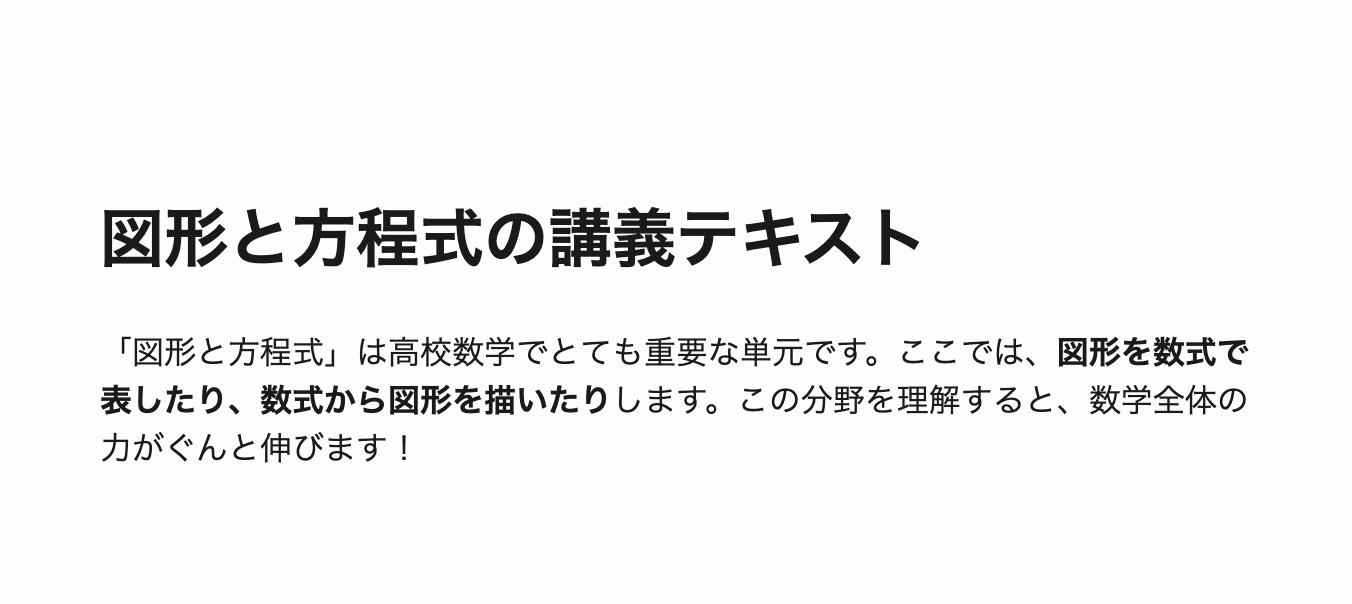 図形と方程式の講義テキスト
「図形と方程式」は高校数学でとても重要な単元です。ここでは、図形を数式で
表したり、数式から図形を描いたりします。この分野を理解すると、数学全体の
力がぐんと伸びます！